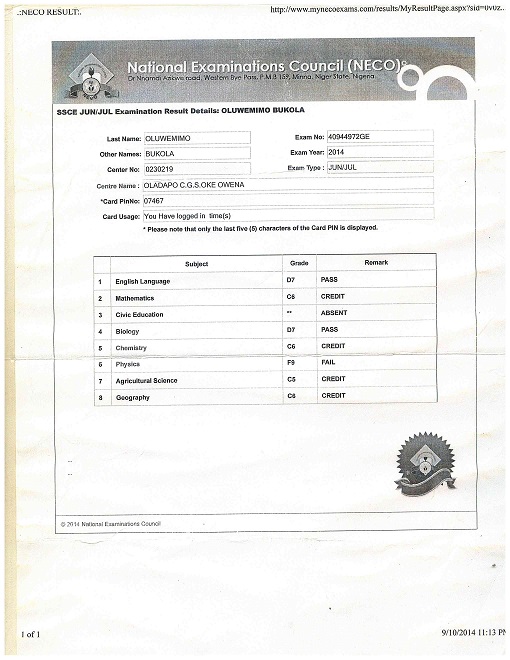 .:NECO RESULT:.
http://www.mynecoexams.com/results/MyResultPage.aspx?sid=
National Examinations Council (NECO)
Dr Nnamdi Azikwe road, Western Bye Pass, P.M.B 159, Minna, Niger State, Nigeria.
SSCE JUN/JUL Examination Result Details: OLUWEMIMO BUKOLA
Last Name: OLUWEMIMO Exam No: 40944972GE
Other Names: BUKOLA Exam Year: 2014
Center No: 0230219 Exam Type : JUN/JUL
Centre Name : OLADAPO C.G.S.OKE OWENA
*Card PinNo: 07467
Card Usage: You Have logged in time(s)
* Please note that only the last five (5) characters of the Card PIN is displayed.
Subject Grade Remark
1 English Language D7 PASS
2 Mathematics C6 CREDIT
3 Civic Education ** ABSENT
4 Biology D7 PASS
5 Chemistry C6 CREDIT
6 Physics F9 FAIL
7 Agricultural Science C5 CREDIT
8 Geography C6 CREDIT
© 2014 National Examinations Council
1 of 1
9/10/2014 11:13 PM